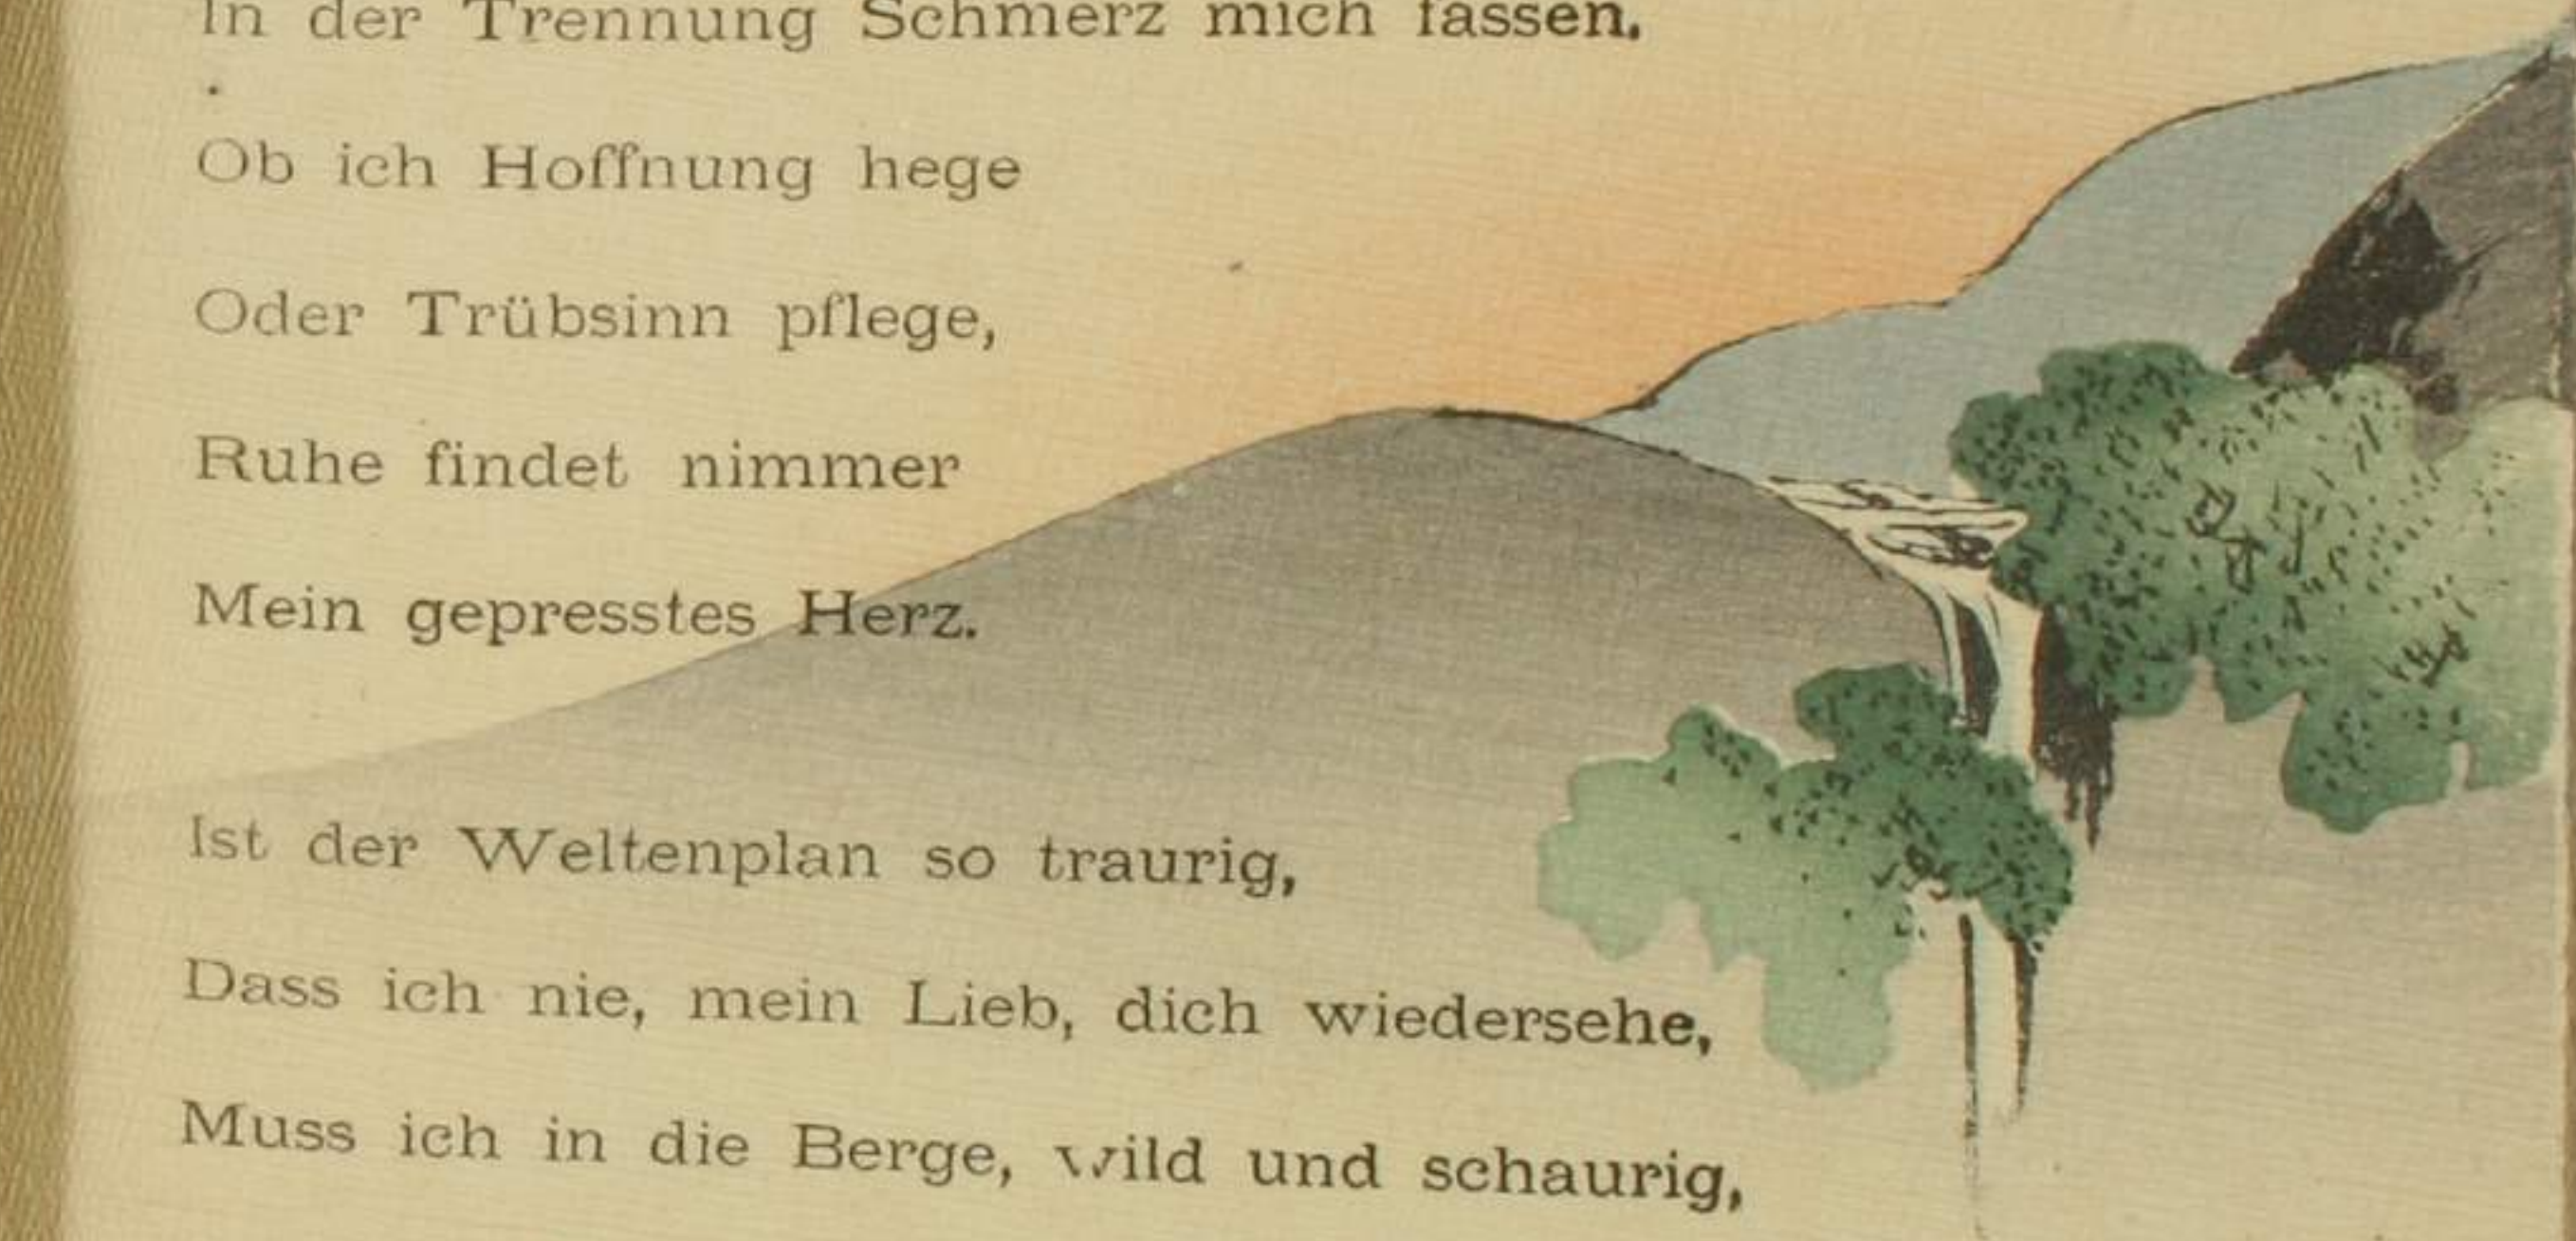 In der Trennung Schmerz mich fassen.
Ob ich Hoffnung hege
Oder Trübsinn pflege,
Ruhe findet nimmer
Mein gepresstes Herz.
Ist der Weltenplan so traurig,
Dass ich nie, mein Lieb, dich wiedersehe,
Muss ich in die Berge, wild und schaurig,